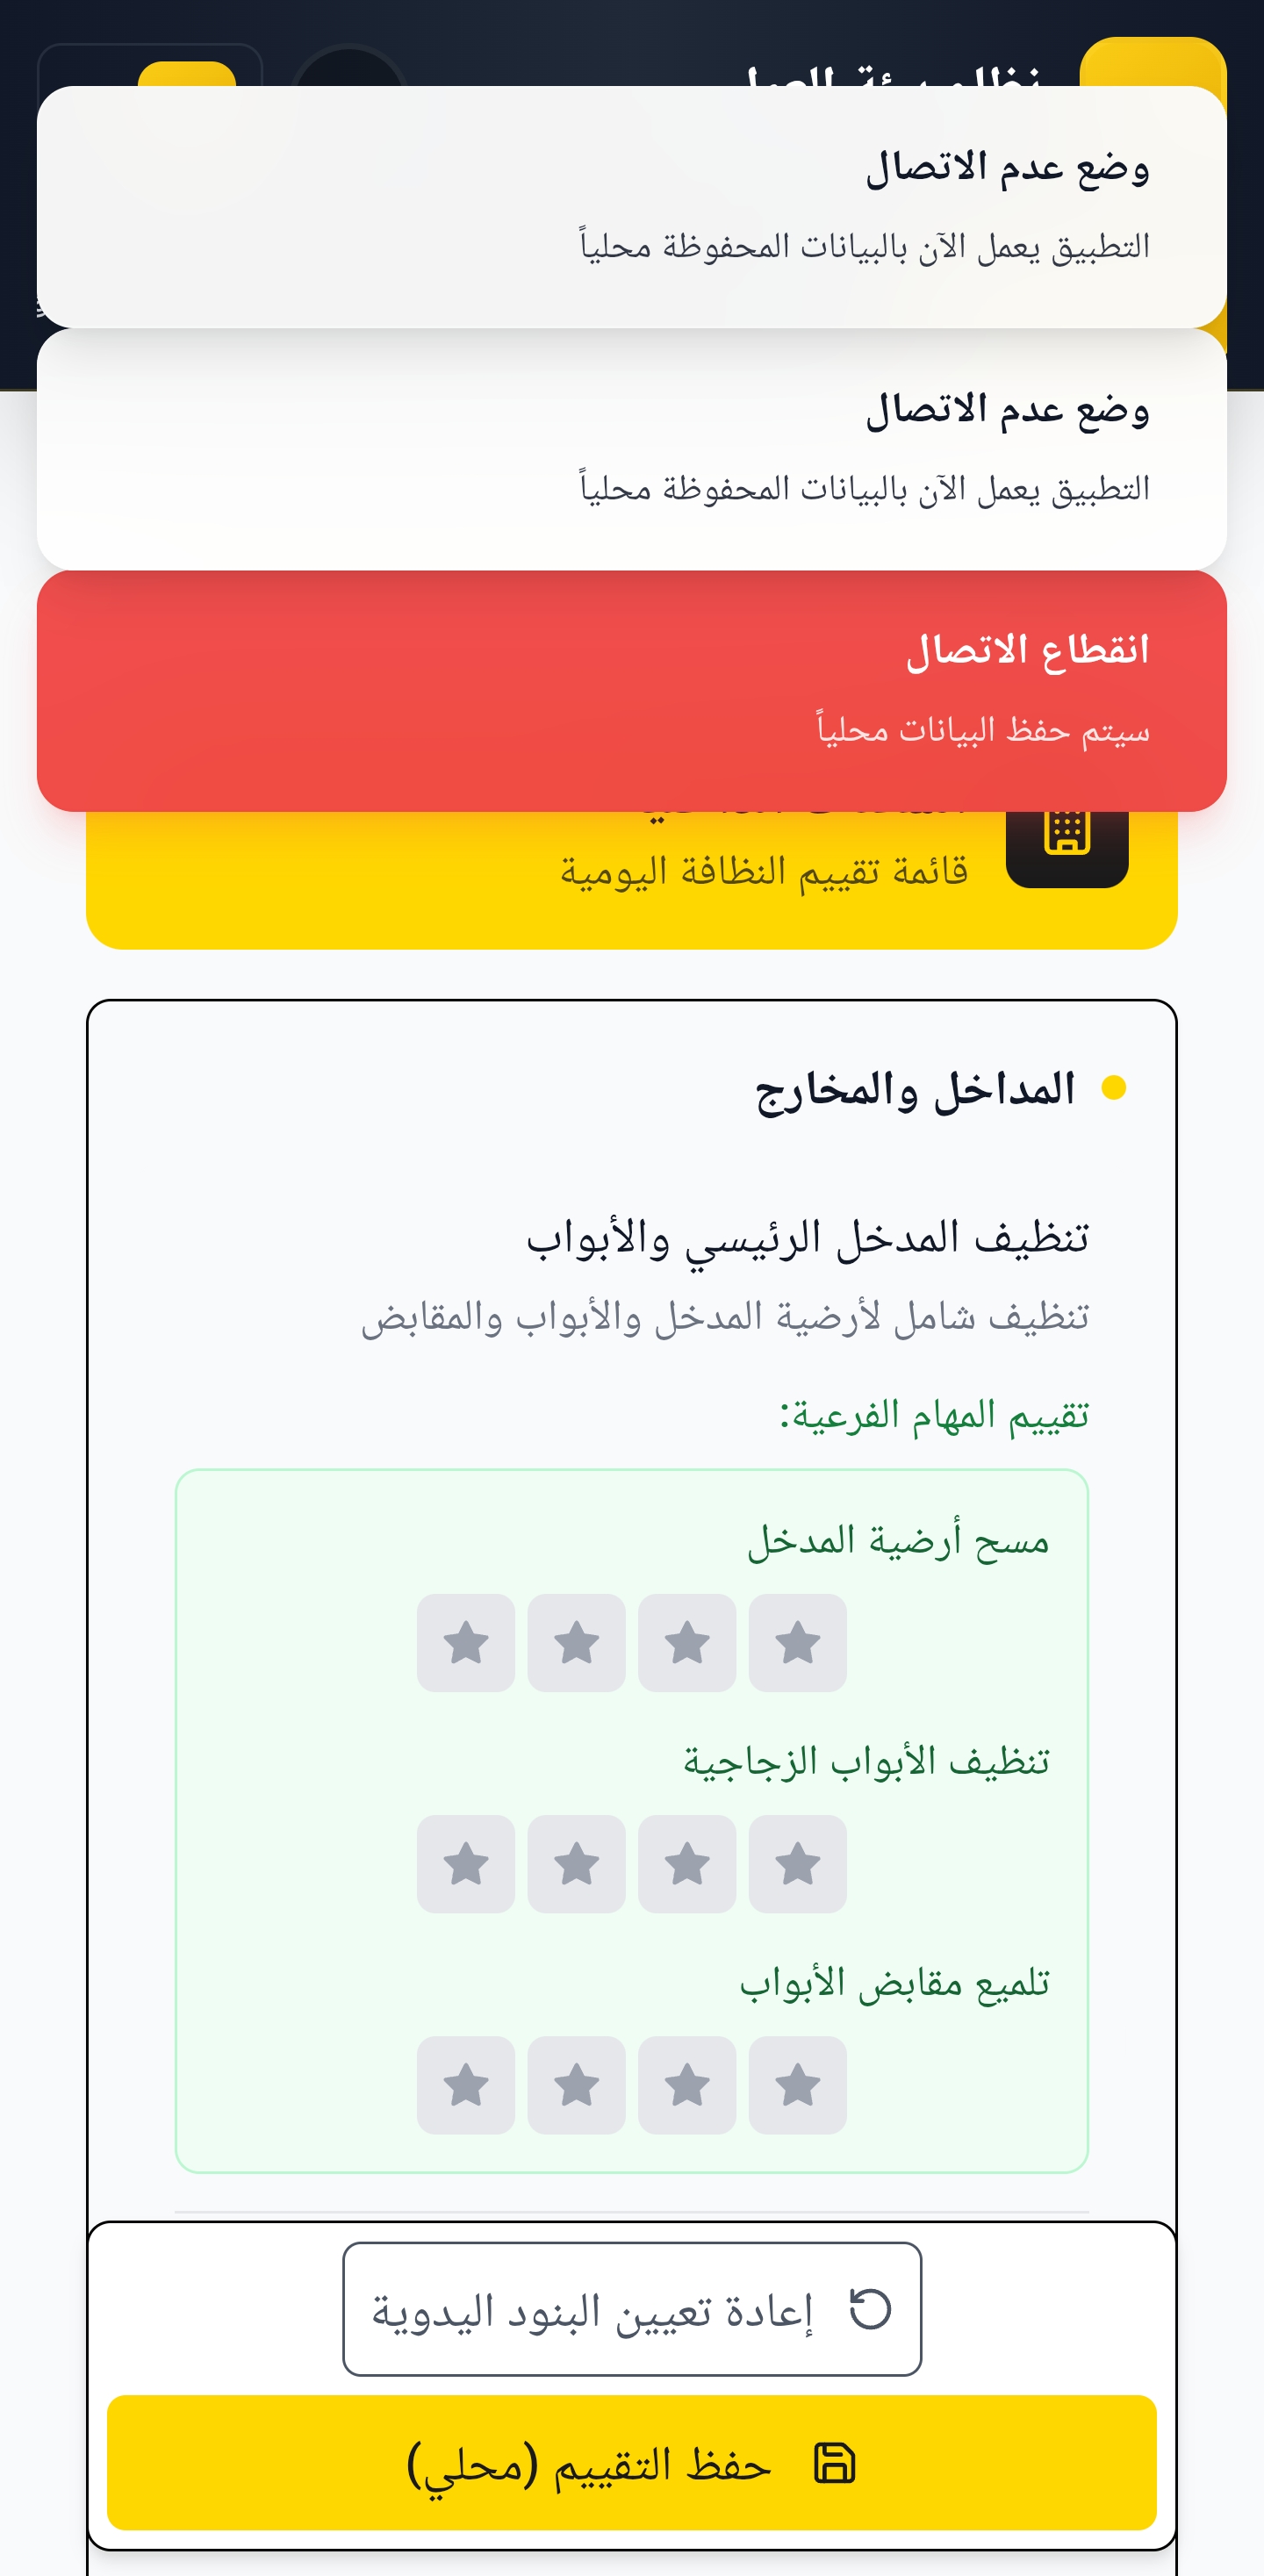 وضع عدم الاتصال
التطبيق يعمل الآن بالبيانات المحفوظة محلياً
وضع عدم الاتصال
التطبيق يعمل الآن بالبيانات المحفوظة محلياً
انقطاع الاتصال
سيتم حفظ البيانات محلياً
قائمة تقييم النظافة اليومية
المداخل والمخارج
تنظيف المدخل الرئيسي والأبواب
تنظيف شامل لأرضية المدخل والأبواب والمقابض
تقييم المهام الفرعية:
مسح أرضية المدخل
تنظيف الأبواب الزجاجية
تلميع مقابض الأبواب
إعادة تعيين البنود اليدوية
حفظ التقييم (محلي)